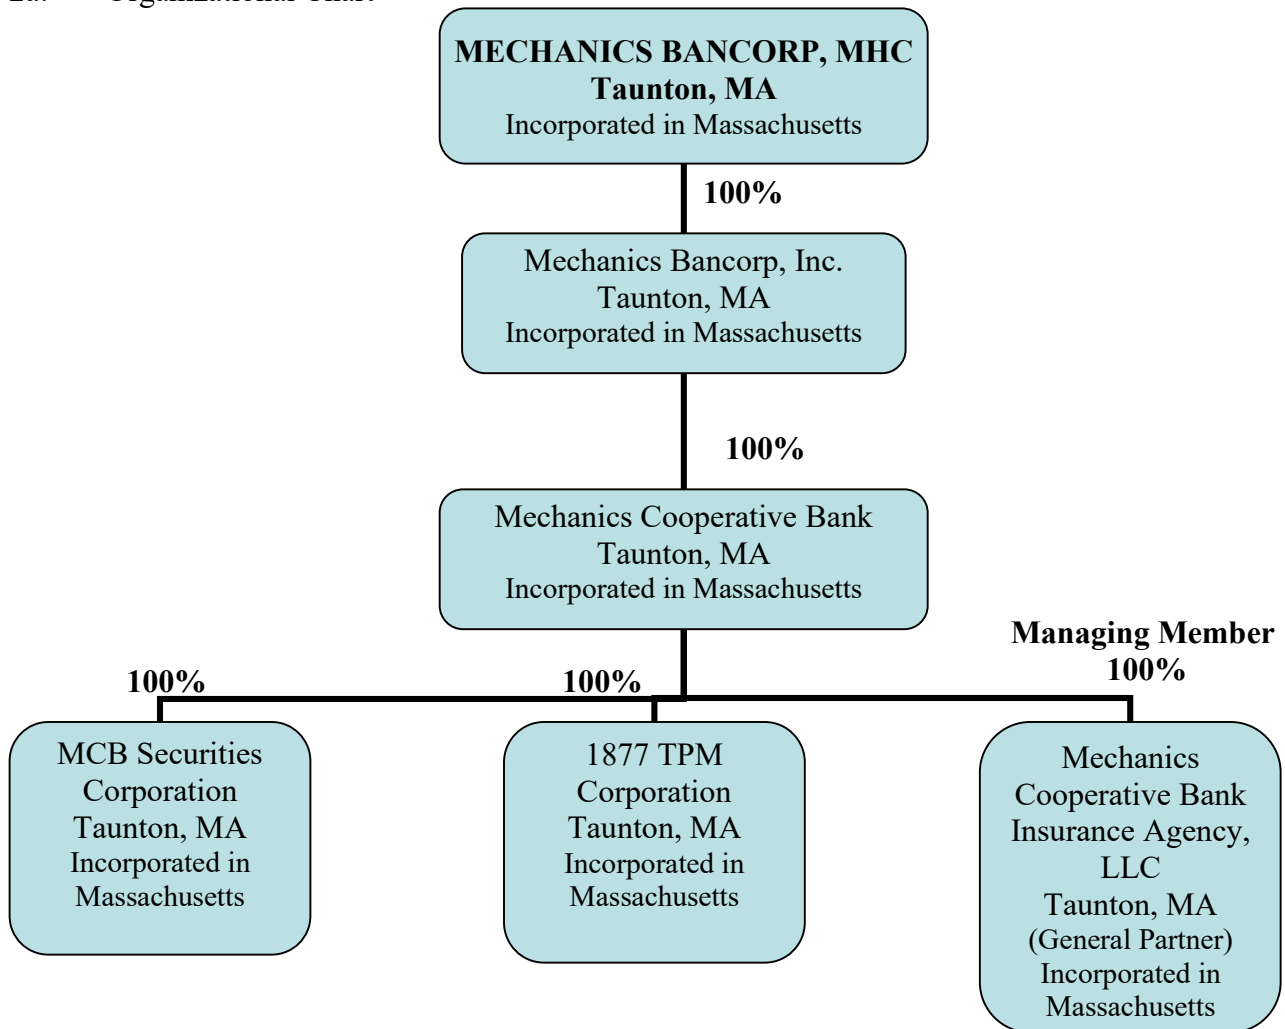 MECHANICS BANCORP, MHC
Taunton, MA
Incorporated in Massachusetts
100%
Mechanics Bancorp, Inc.
Taunton, MA
Incorporated in Massachusetts
100%
Mechanics Cooperative Bank
Taunton, MA
Incorporated in Massachusetts
100%
100%
Managing Member
100%
MCB Securities
Corporation
Taunton, MA
Incorporated in
Massachusetts
1877 TPM
Corporation
Taunton, MA
Incorporated in
Massachusetts
Mechanics
Cooperative Bank
Insurance Agency,
LLC
Taunton, MA
(General Partner)
Incorporated in
Massachusetts